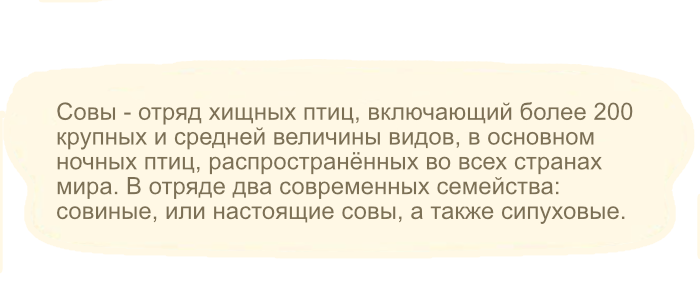 Совы - отряд хищных птиц, включающий более 200
крупных и средней величины видов, в основном
ночных птиц, распространённых во всех странах
мира. В отряде два современных семейства:
совиные, или настоящие совы, а также сипуховые.